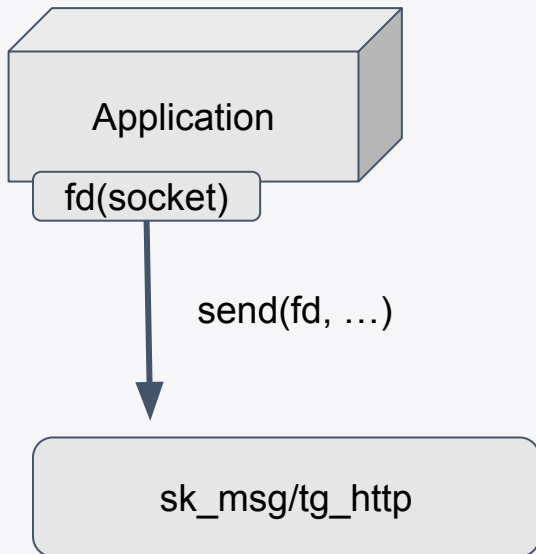 Application
fd(socket)
send(fd, …)
sk_msg/tg_http